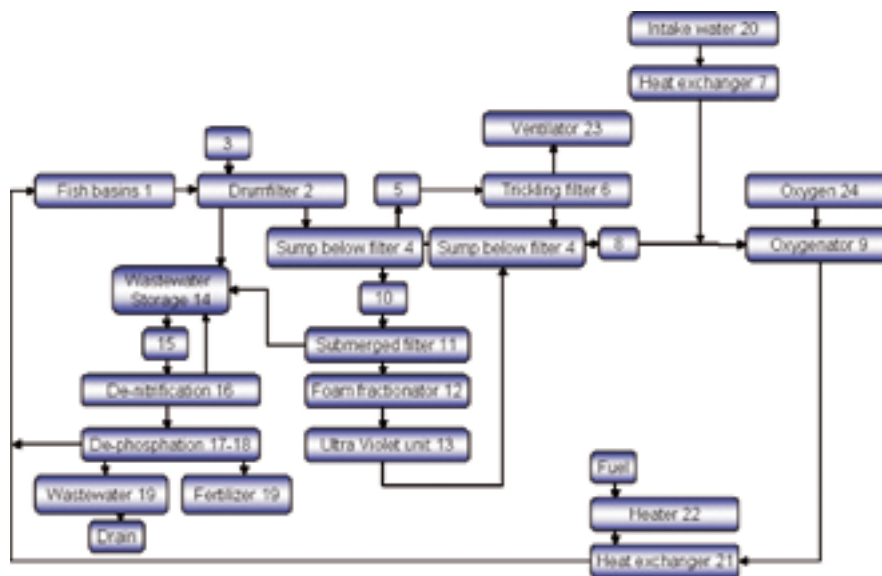 Intake water 20
Heat exchanger 7
Ventilator 23
3
Fish basins 1
Drumfilter 2
5
Trickling filter 6
Oxygen 24
Sump below filter 4
Sump below filter 4
8
Oxygenator 9
Wastewater
Storage 14
10
15
Submerged filter 11
De-nitrification 16
Foam fractionator 12
De-phosphation 17-18
Ultra Violet unit 13
Fuel
Wastewater 19
Fertilizer 19
Heater 22
Drain
Heat exchanger 21